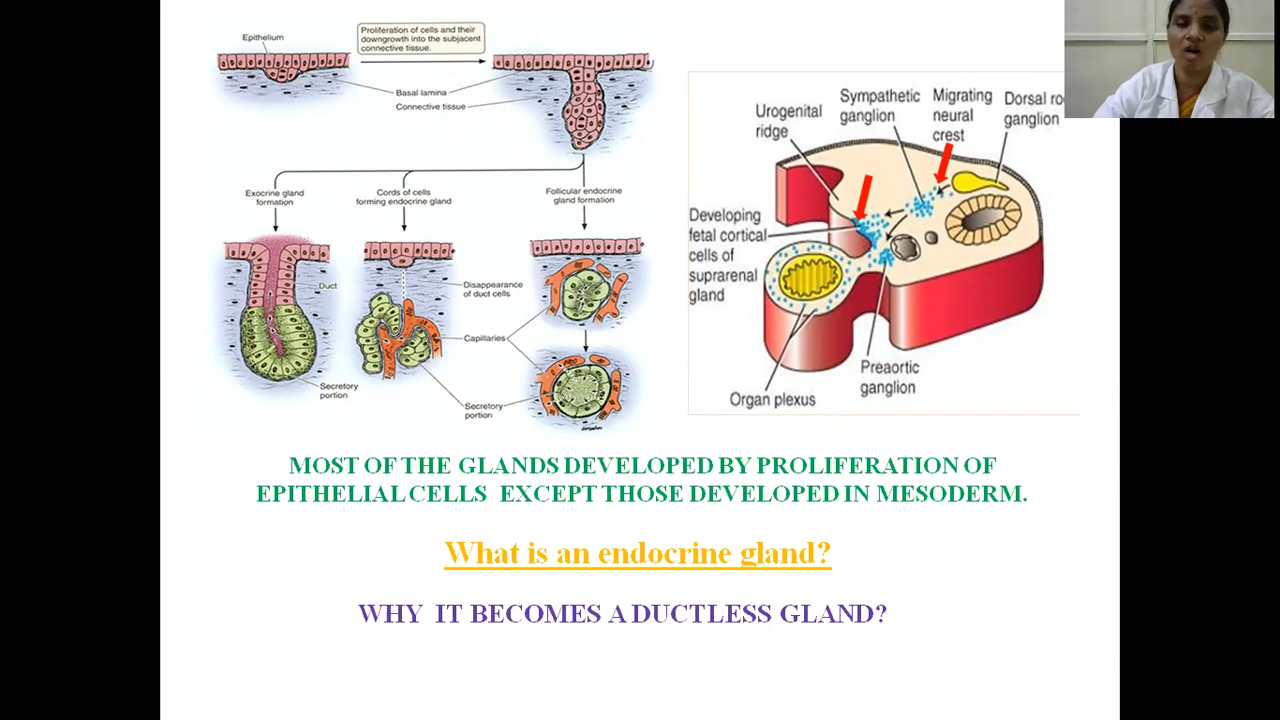 Epithelium
Proliferation of cells and their
downgrowth into the subjacent
connective tissue.
Basal lamina
Connective tissue
Exocrine gland
formation
Cords of cells
forming endocrine gland
Follicular endocrine
gland formation
Duct
Disappearance
of duct cells
Capillaries
Secretory
portion
Secretory
portion
Urogenital
ridge
Sympathetic
ganglion
Migrating
neural
crest
Dorsal
ganglion
Developing
fetal cortical
cells of
suprarenal
gland
Preaortic
ganglion
Organ plexus
MOST OF THE GLANDS DEVELOPED BY PROLIFERATION OF
EPITHELIAL CELLS EXCEPT THOSE DEVELOPED IN MESODERM.
What is an endocrine gland?
WHY IT BECOMES A DUCTLESS GLAND?